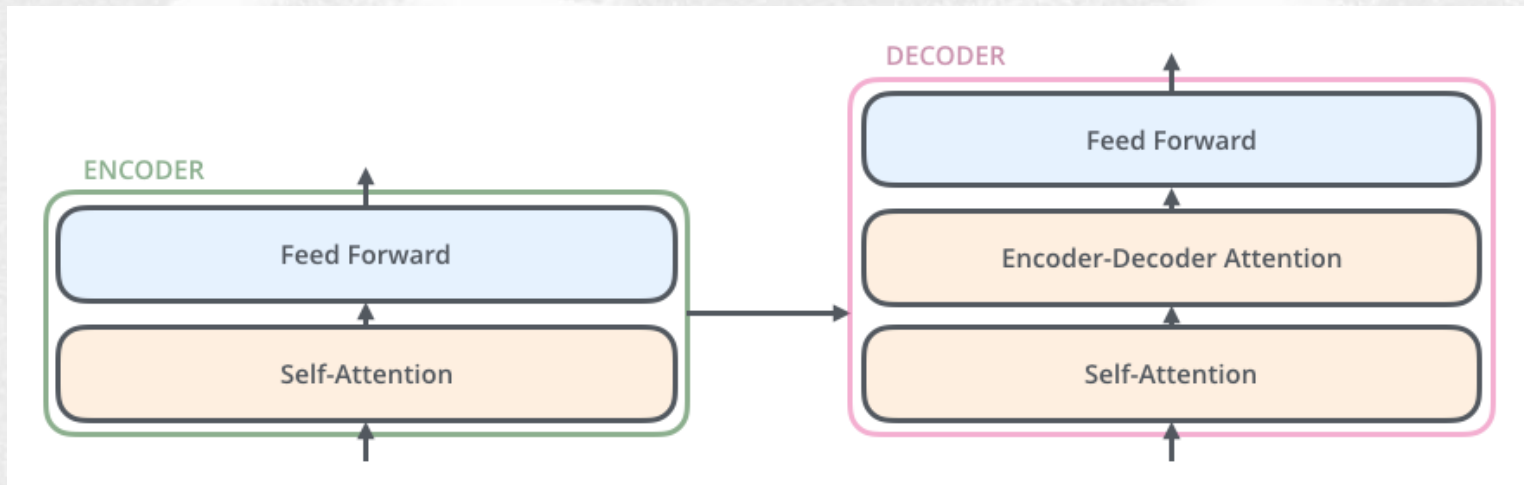 ENCODER
Feed Forward
Self-Attention
DECODER
Feed Forward
Encoder-Decoder Attention
Self-Attention